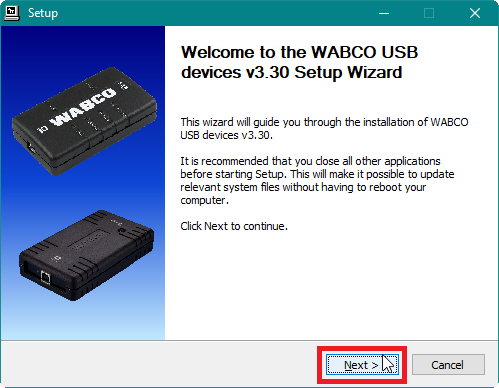 Setup
Welcome to the WABCO USB
devices v3.30 Setup Wizard
WABCO
This wizard will guide you through the installation of WABCO
USB devices v3.30.
It is recommended that you close all other applications
before starting Setup. This will make it possible to update
relevant system files without having to reboot your
computer.
Click Next to continue.
Next >
Cancel